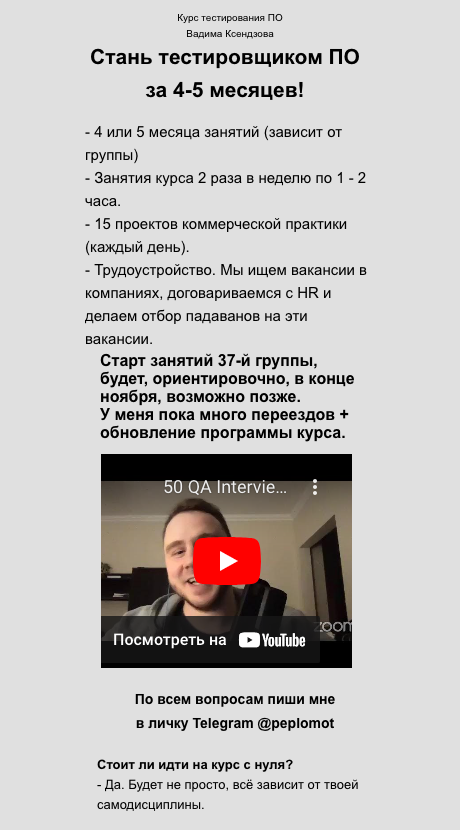 Курс тестирования ПО
Вадима Ксендзова
Стань тестировщиком ПО
за 4-5 месяцев!
- 4 или 5 месяца занятий (зависит от
группы)
- Занятия курса 2 раза в неделю по 1 - 2
часа.
- 15 проектов коммерческой практики
(каждый день).
- Трудоустройство. Мы ищем вакансии в
компаниях, договариваемся с HR и
делаем отбор падаванов на эти
вакансии.
Старт занятий 37-й группы,
будет, ориентировочно, в конце
ноября, возможно позже.
У меня пока много переездов +
обновление программы курса.
50 QA Intervie...
zoom
Посмотреть на YouTube
По всем вопросам пиши мне
в личку Telegram @peplomot
Стоит ли идти на курс с нуля?
- Да. Будет не просто, всё зависит от твоей
самодисциплины.